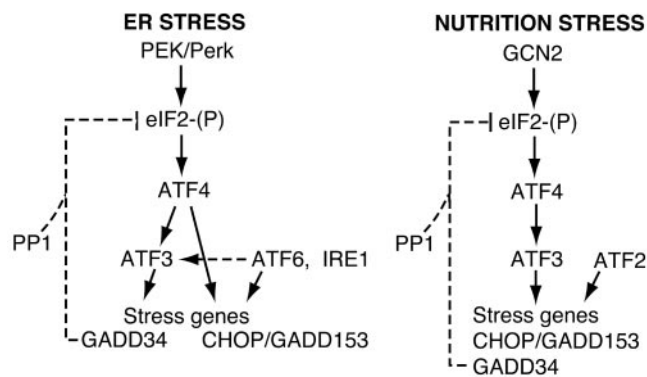 ER STRESS
PEK/Perk
eIF2-(P)
ATF4
PP1
ATF3
ATF6, IRE1
Stress genes
GADD34
CHOP/GADD153
NUTRITION STRESS
GCN2
eIF2-(P)
ATF4
PP1
ATF3
ATF2
Stress genes
CHOP/GADD153
GADD34